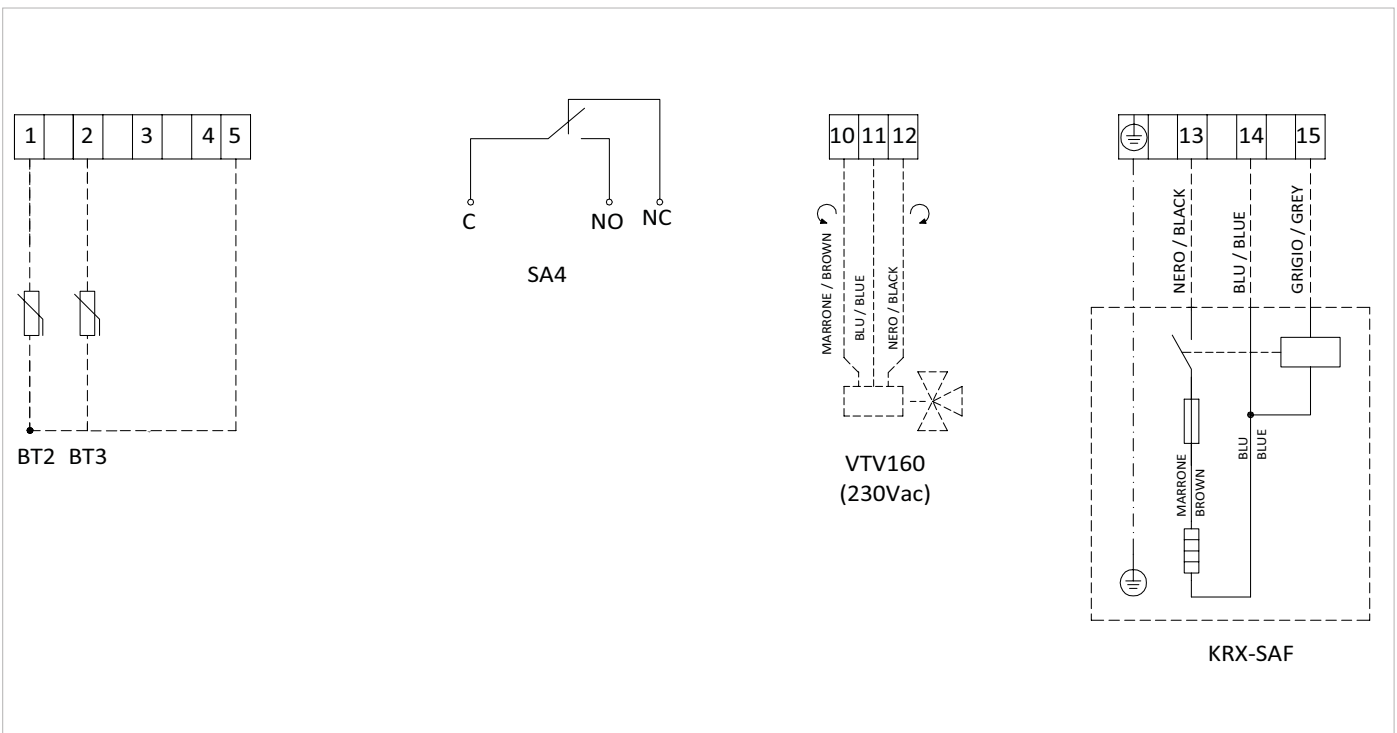 1 2 3 4 5
BT2 BT3
C NO NC
SA4
10 11 12
MARRONE / BROWN
BLU / BLUE
NERO / BLACK
VTV160
(230Vac)
13 14 15
NERO / BLACK
BLU / BLUE
GRIGIO / GREY
MARRONE
BROWN
BLU
BLUE
KRX-SAF